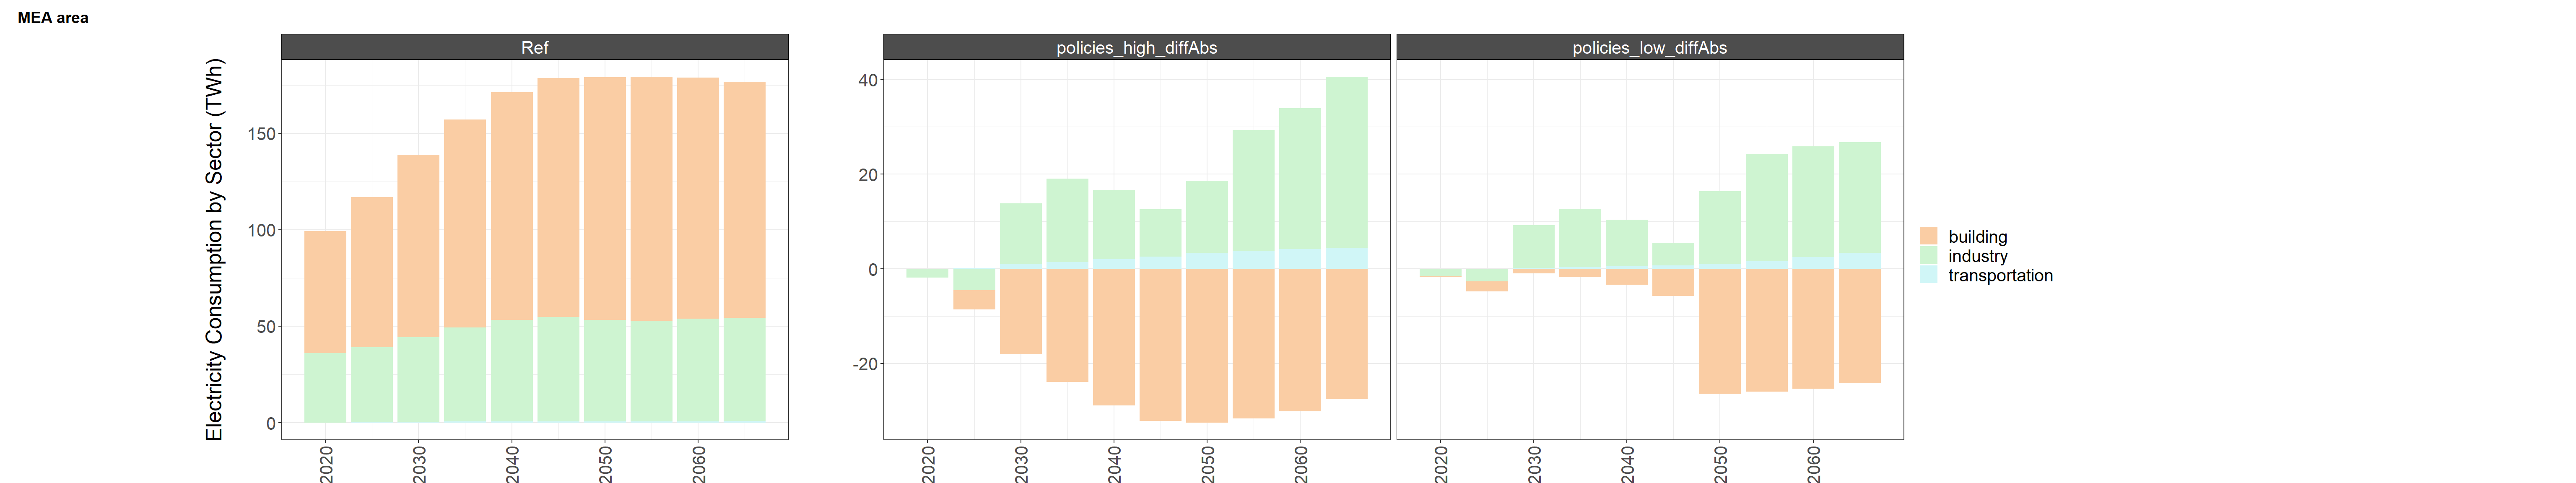 MEA area
Electricity Consumption by Sector (TWh)
Ref
150
100
50
0
2020
2030
2040
2050
2060
policies_high_diffAbs
policies_low_diffAbs
40
20
0
-20
2020
2030
2040
2050
2060
2020
2030
2040
2050
2060
building
industry
transportation